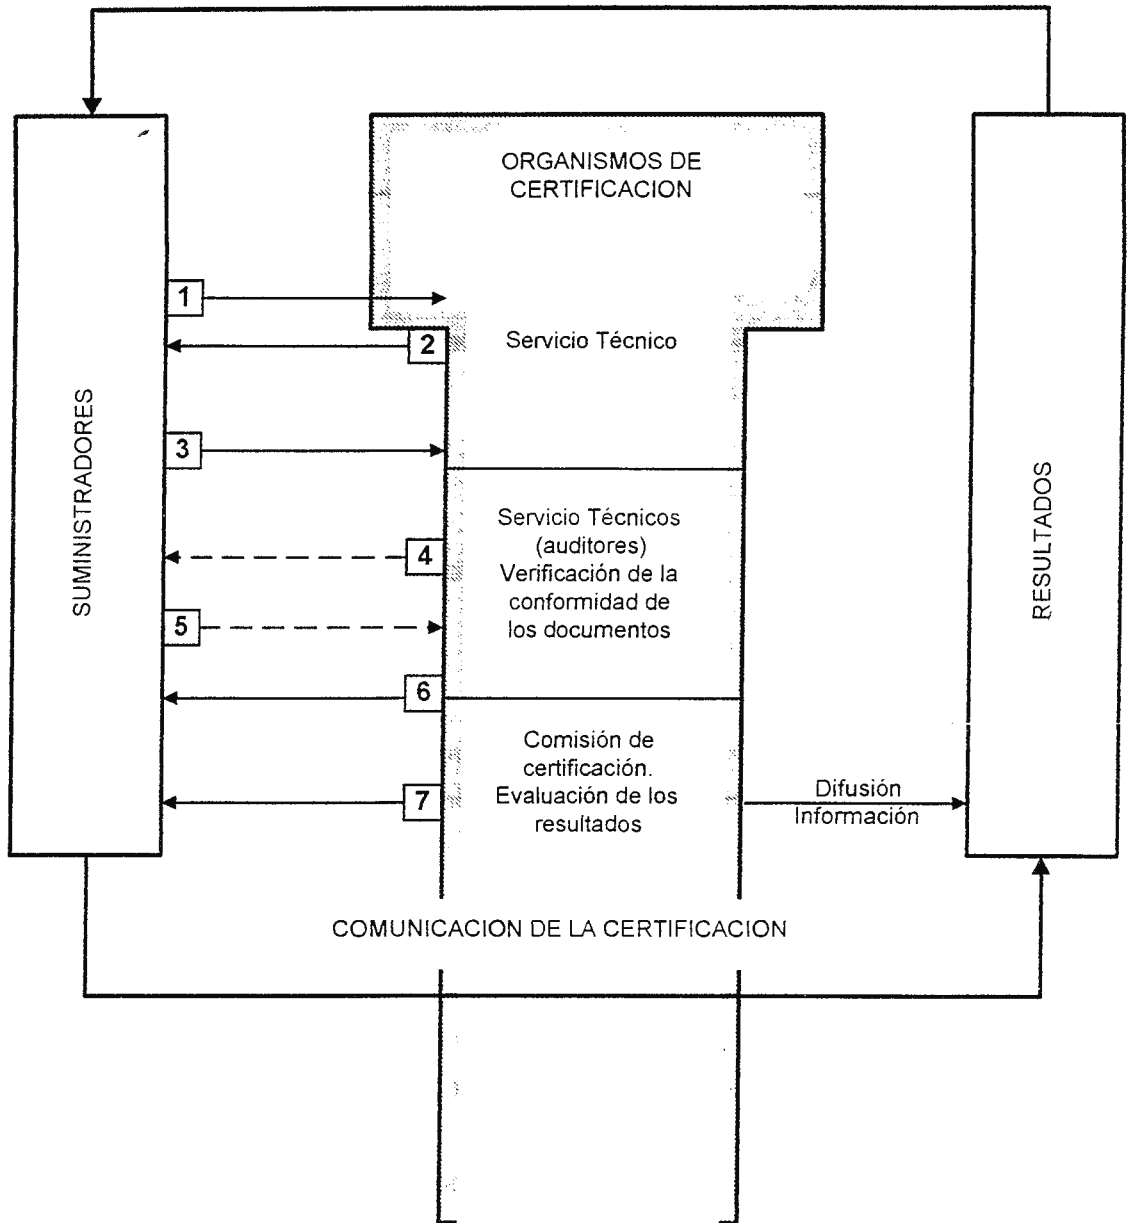 ORGANISMOS DE
CERTIFICACION
1
Servicio Técnico
2
3
SUMINISTRADORES
RESULTADOS
Servicio Técnicos
(auditores)
Verificación de la
conformidad de
los documentos
4
5
6
Comisión de
certificación.
Evaluación de los
resultados
7
Difusión
Información
COMUNICACION DE LA CERTIFICACION